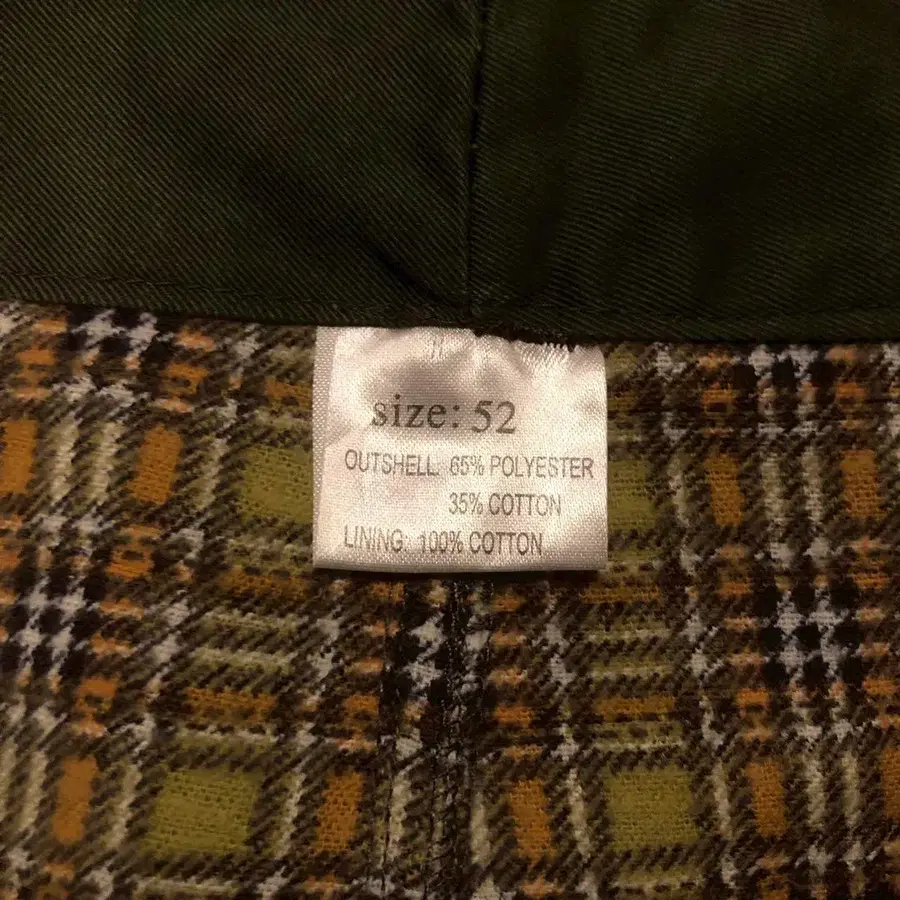 size: 52
OUTSHELL: 65% POLYESTER
35% COTTON
LINING: 100% COTTON